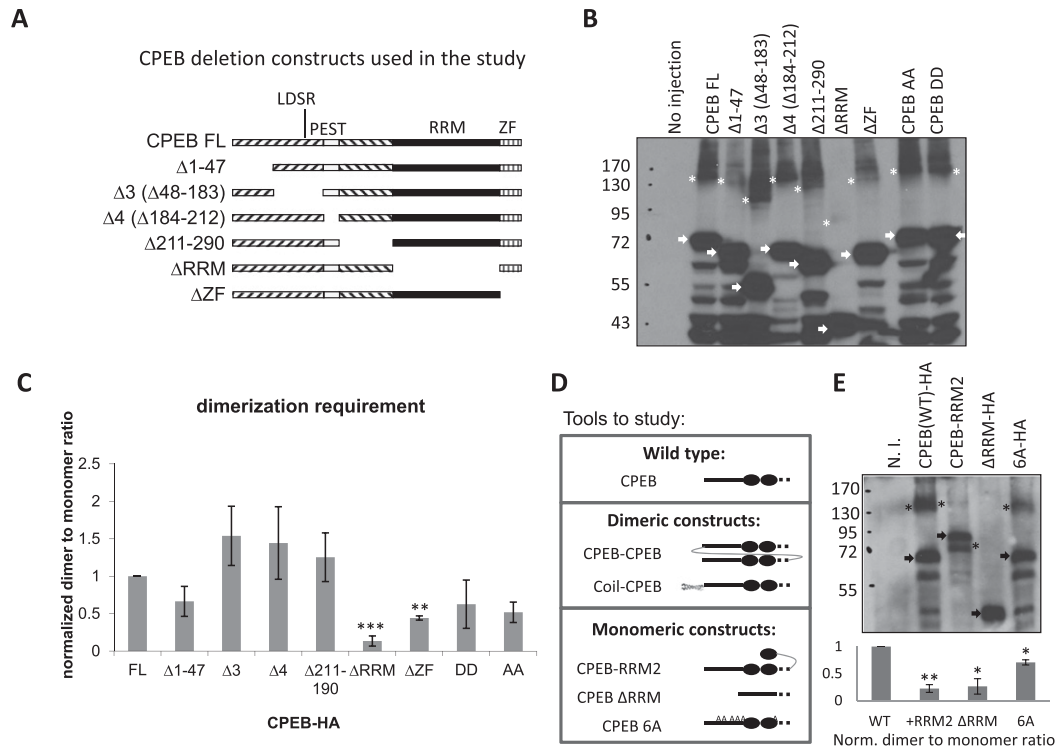 A
CPEB deletion constructs used in the study
LDSR
PEST
RRM
ZF
CPEB FL
Δ1-47
Δ3 (Δ48-183)
Δ4 (Δ184-212)
Δ211-290
ΔRRM
ΔZF
B
No injection
CPEB FL
Δ1-47
Δ3 (Δ48-183)
Δ4 (Δ184-212)
Δ211-290
ΔRRM
ΔZF
CPEB AA
CPEB DD
170
130
95
72
55
43
* * * * * * * * *
C
dimerization requirement
normalized dimer to monomer ratio
2.5
2
1.5
1
0.5
0
***
**
FL Δ1-47 Δ3 Δ4 Δ211-190 ΔRRM ΔZF DD AA
CPEB-HA
D
Tools to study:
Wild type:
CPEB
Dimeric constructs:
CPEB-CPEB
Coil-CPEB
Monomeric constructs:
CPEB-RRM2
CPEB ΔRRM
CPEB 6A
AA AAA A
E
N. I.
CPEB(WT)-HA
CPEB-RRM2
ΔRRM-HA
6A-HA
170
130
95
72
55
* * * *
1
0.5
0
**
*
*
WT +RRM2 ΔRRM 6A
Norm. dimer to monomer ratio